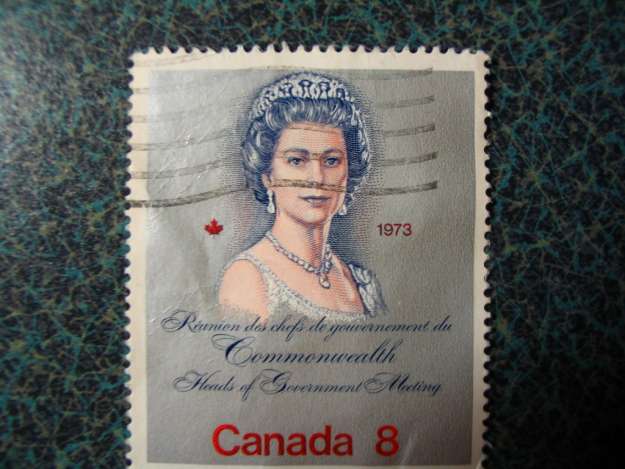 1973
Réunion des chefs de gouvernement du
Commonwealth
Heads of Government Meeting
Canada 8